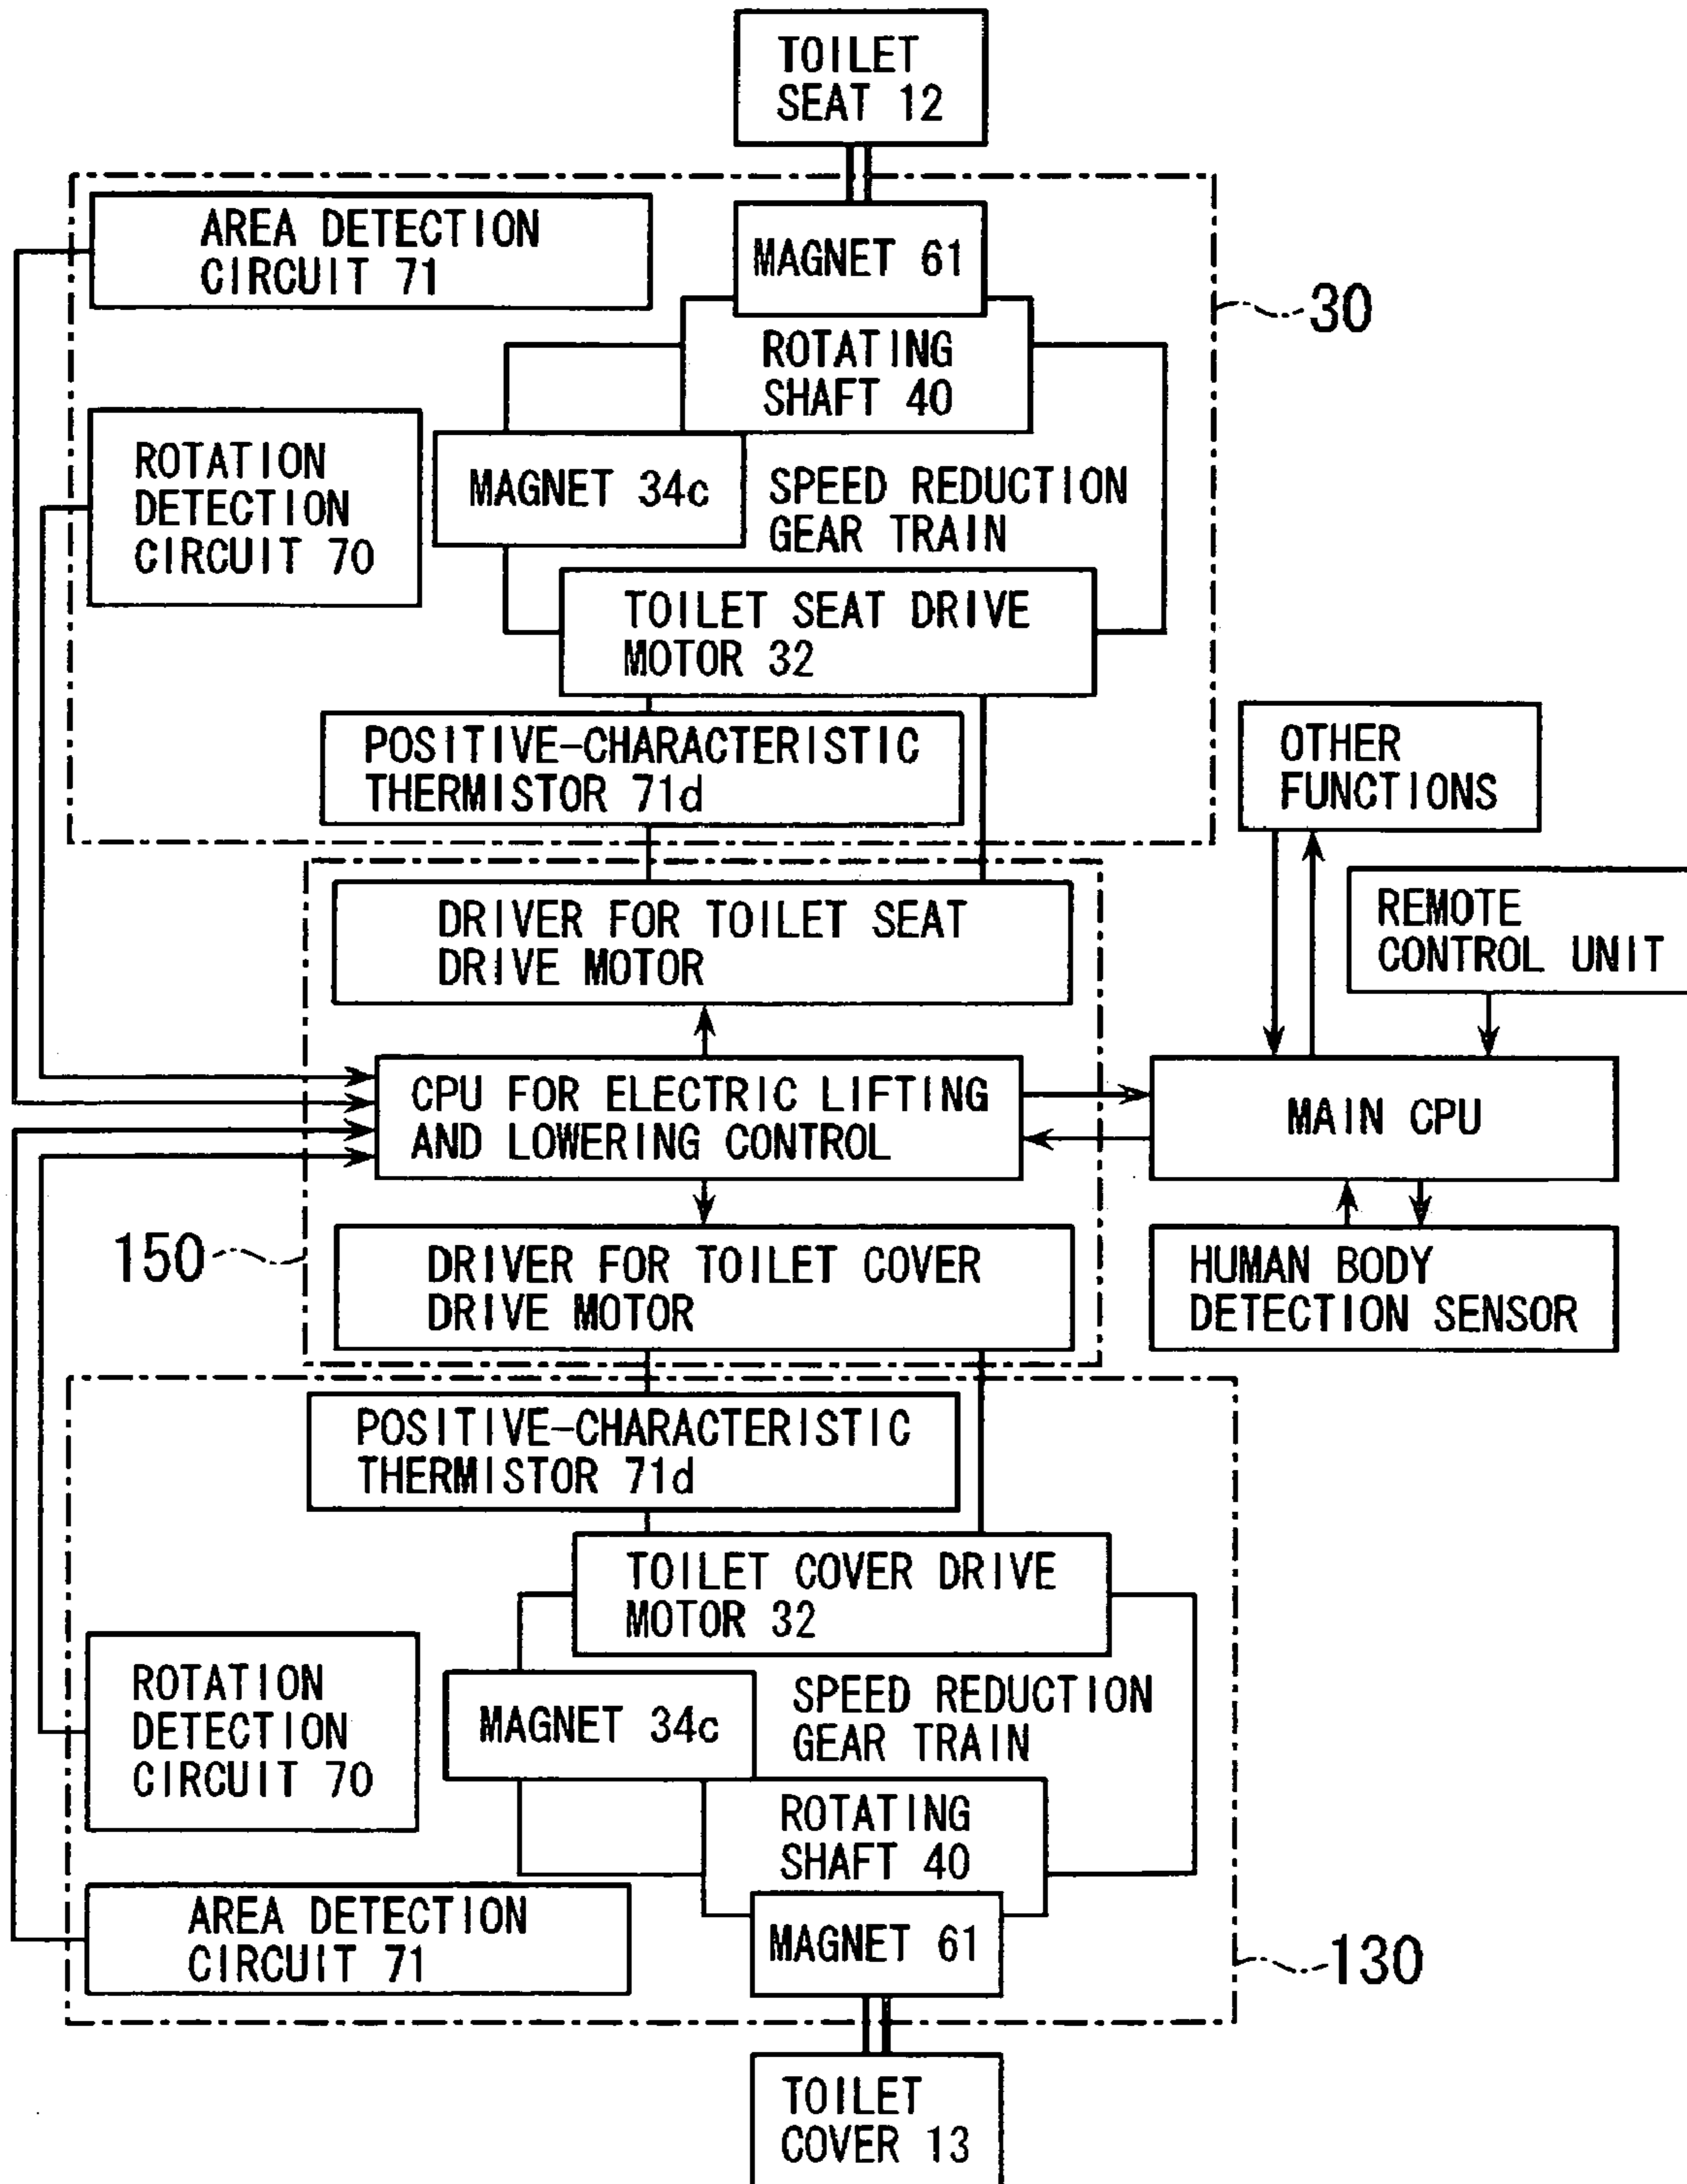 TOILET
SEAT 12
AREA DETECTION
CIRCUIT 71
MAGNET 61
30
ROTATING
SHAFT 40
ROTATION
DETECTION
CIRCUIT 70
MAGNET 34c
SPEED REDUCTION
GEAR TRAIN
TOILET SEAT DRIVE
MOTOR 32
POSITIVE-CHARACTERISTIC
THERMISTOR 71d
OTHER
FUNCTIONS
DRIVER FOR TOILET SEAT
DRIVE MOTOR
REMOTE
CONTROL UNIT
CPU FOR ELECTRIC LIFTING
AND LOWERING CONTROL
MAIN CPU
150
DRIVER FOR TOILET COVER
DRIVE MOTOR
HUMAN BODY
DETECTION SENSOR
POSITIVE-CHARACTERISTIC
THERMISTOR 71d
TOILET COVER DRIVE
MOTOR 32
ROTATION
DETECTION
CIRCUIT 70
MAGNET 34c
SPEED REDUCTION
GEAR TRAIN
ROTATING
SHAFT 40
AREA DETECTION
CIRCUIT 71
MAGNET 61
130
TOILET
COVER 13